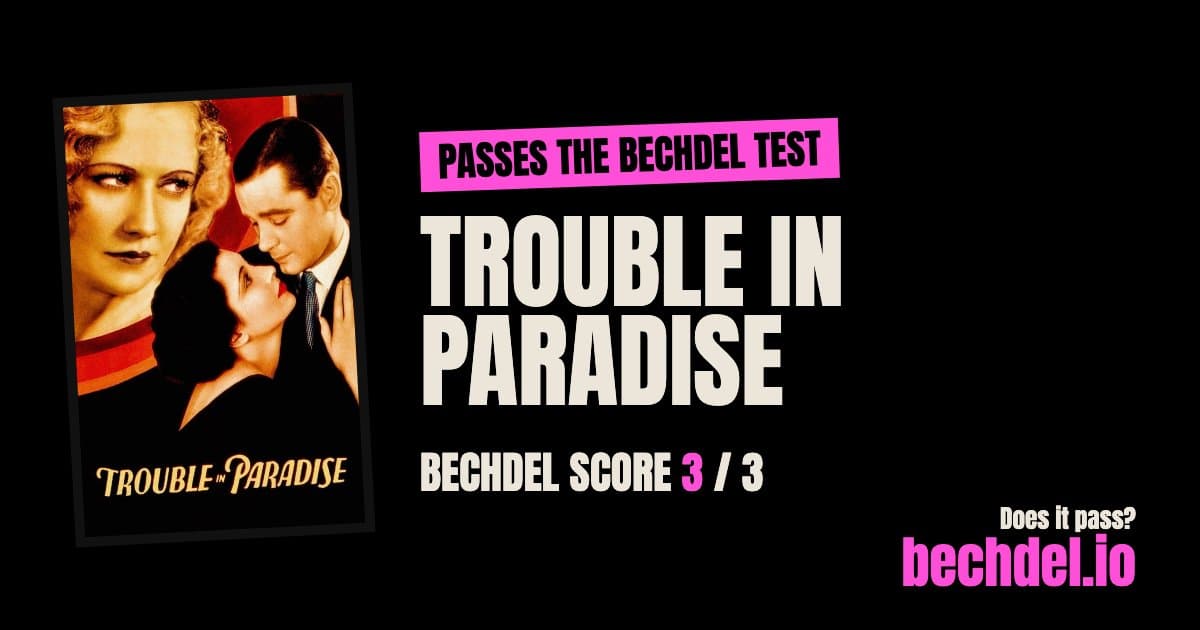 PASSES THE BECHDEL TEST
TROUBLE IN
PARADISE
BECHDEL SCORE 3 / 3
TROUBLE IN PARADISE
Does it pass?
bechdel.io